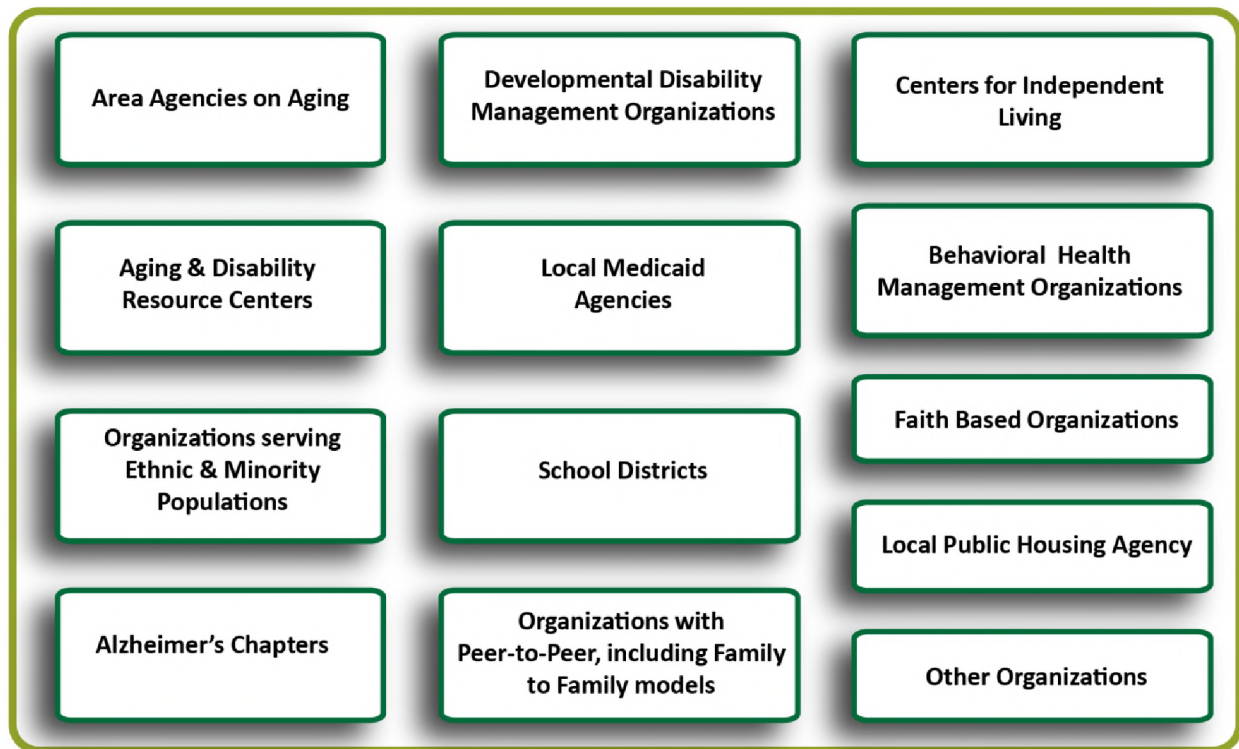 Area Agencies on Aging
Developmental Disability
Management Organizations
Centers for Independent
Living
Aging & Disability
Resource Centers
Local Medicaid
Agencies
Behavioral Health
Management Organizations
Organizations serving
Ethnic & Minority
Populations
School Districts
Faith Based Organizations
Local Public Housing Agency
Alzheimer's Chapters
Organizations with
Peer-to-Peer, including Family
to Family models
Other Organizations